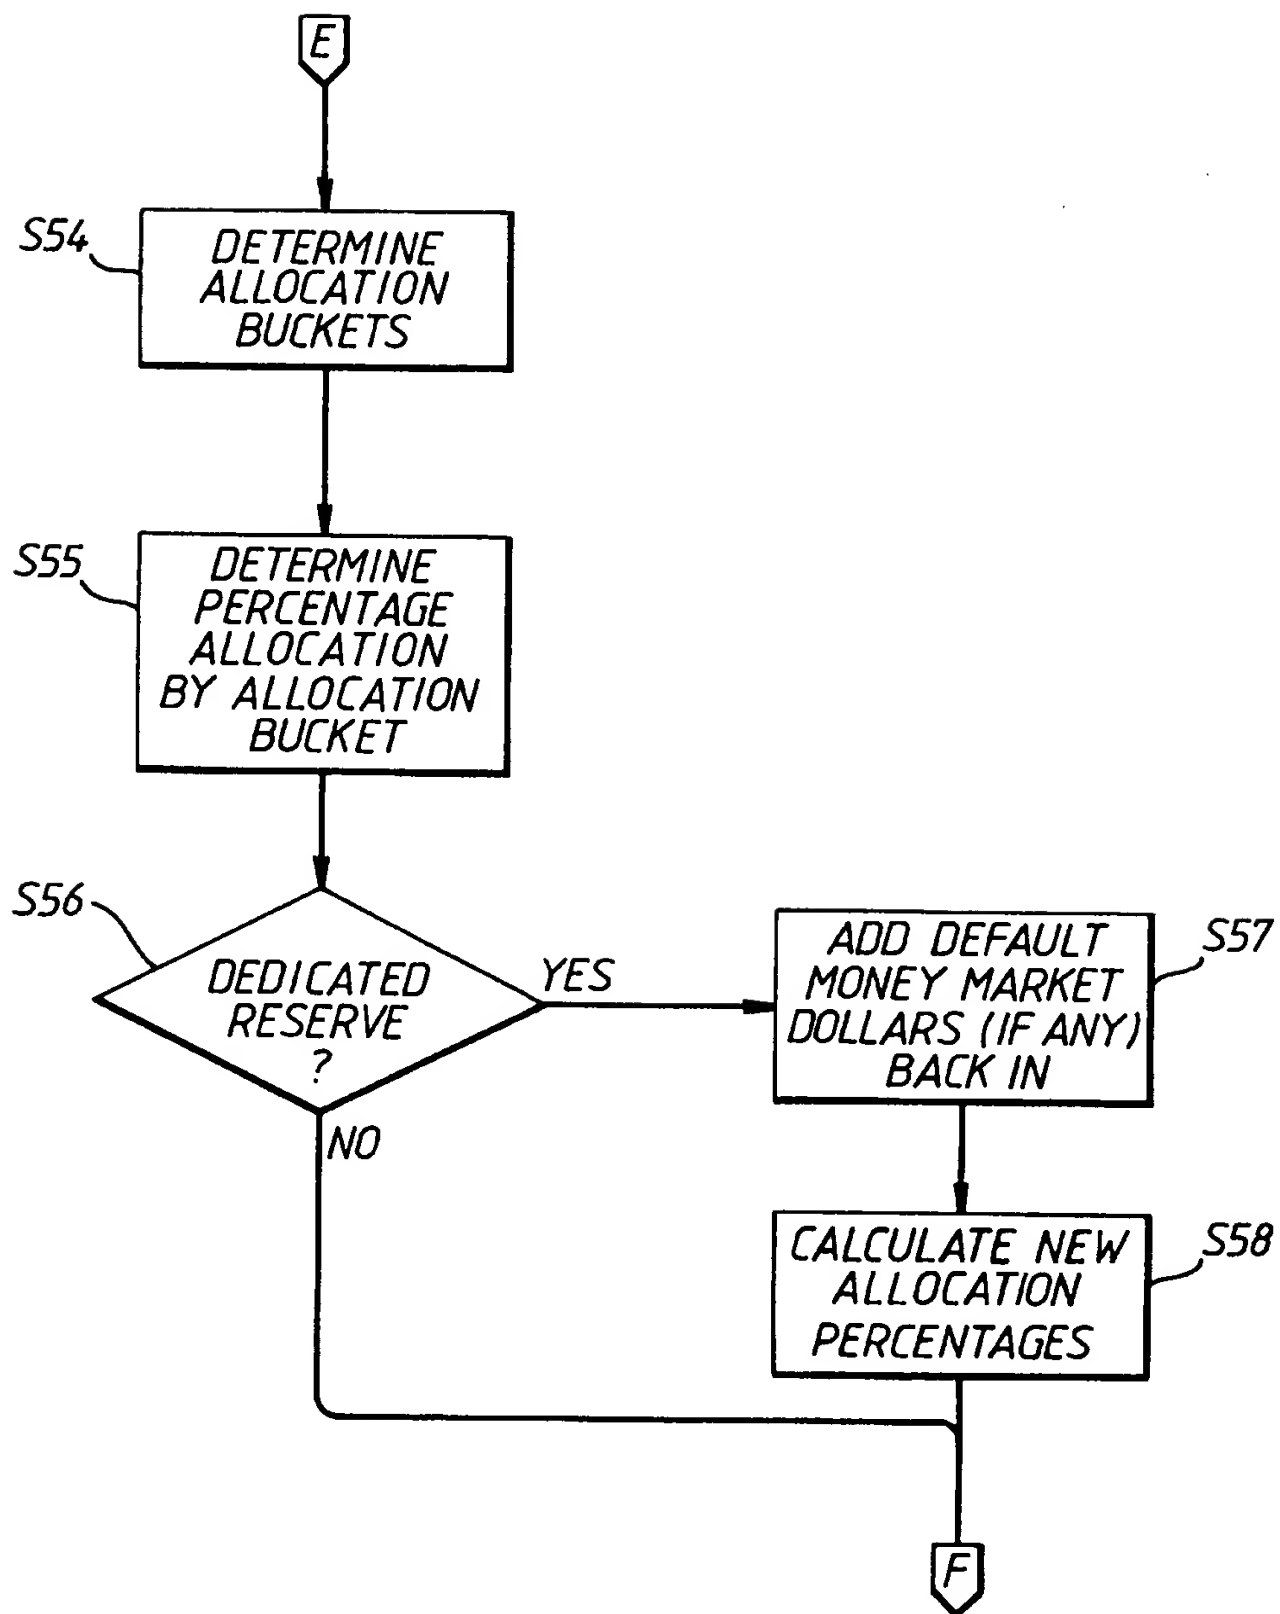 E
S54
DETERMINE
ALLOCATION
BUCKETS
S55
DETERMINE
PERCENTAGE
ALLOCATION
BY ALLOCATION
BUCKET
S56
DEDICATED
RESERVE
?
YES
NO
ADD DEFAULT
MONEY MARKET
DOLLARS (IF ANY)
BACK IN
S57
CALCULATE NEW
ALLOCATION
PERCENTAGES
S58
F